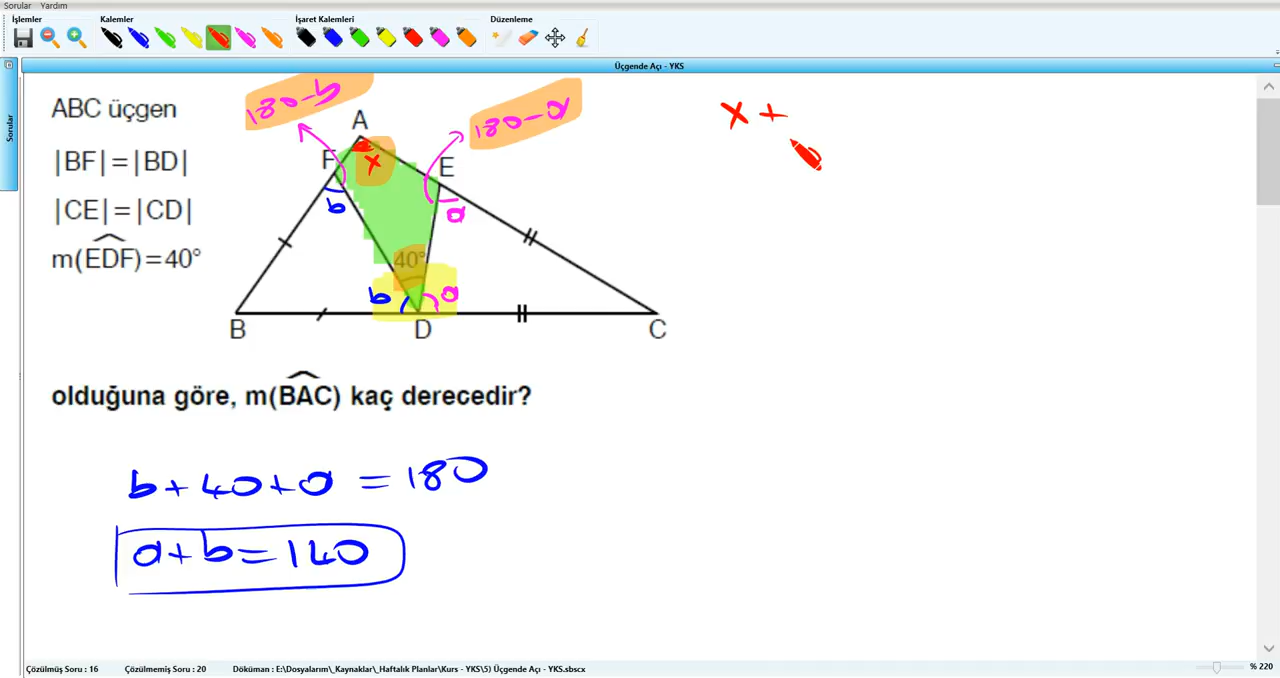 Sorular Yardım
İşlemler Kalemler İşaret Kalemleri Düzenleme
Üçgende Açı - YKS
Sorular
ABC üçgen
|BF|=|BD|
|CE|=|CD|
m(EDF)=40°
180-b
180-a
A
x
F
E
b
a
40°
b
a
B
D
C
x +
olduğuna göre, m(BAC) kaç derecedir?
b + 40 + a = 180
a + b = 140
Çözülmüş Soru : 16 Çözülmemiş Soru : 20 Döküman : E:\Dosyalarım\_Kaynaklar\_Haftalık Planlar\Kurs - YKS\5) Üçgende Açı - YKS.sbscx % 220